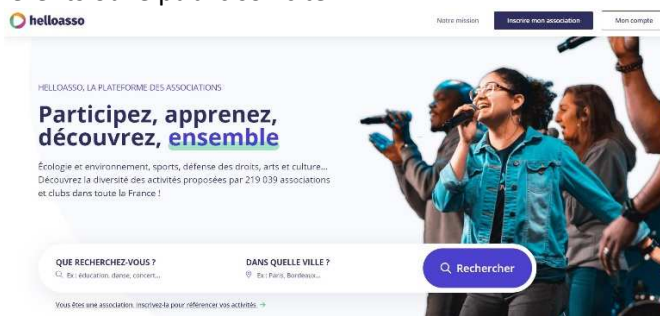 helloasso
Notre mission
Inscrire mon association
Mon compte
HELLOASSO, LA PLATEFORME DES ASSOCIATIONS
Participez, apprenez,
découvrez, ensemble
Écologie et environnement, sports, défense des droits, arts et culture...
Découvrez la diversité des activités proposées par 219 039 associations
et clubs dans toute la France !
QUE RECHERCHEZ-VOUS ?
Ex : éducation, danse, concert...
DANS QUELLE VILLE ?
Ex : Paris, Bordeaux...
Rechercher
Vous êtes une association, inscrivez-la pour référencer vos activités. →